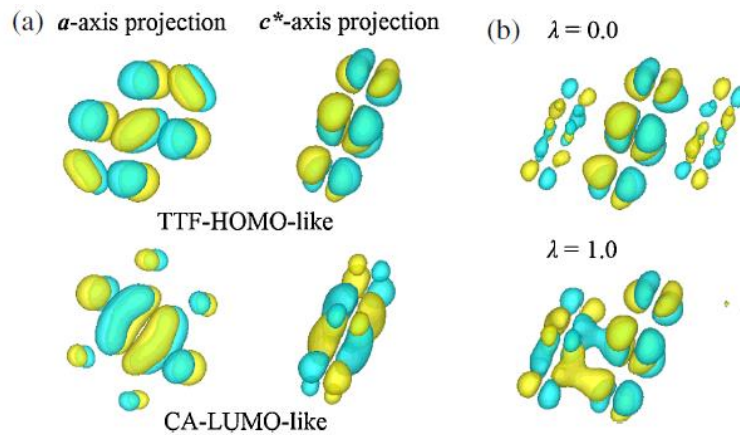 (a) a-axis projection c*-axis projection
TTF-HOMO-like
CA-LUMO-like
(b) λ = 0.0
λ = 1.0